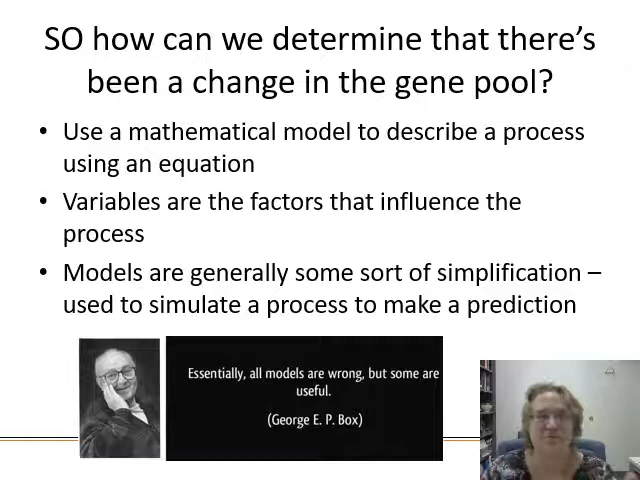 SO how can we determine that there's
been a change in the gene pool?
• Use a mathematical model to describe a process
using an equation
• Variables are the factors that influence the
process
• Models are generally some sort of simplification –
used to simulate a process to make a prediction
Essentially, all models are wrong, but some are
useful.
(George E. P. Box)